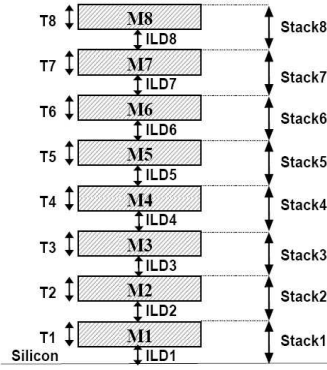 T8 M8 Stack8
ILD8
T7 M7 Stack7
ILD7
T6 M6 Stack6
ILD6
T5 M5 Stack5
ILD5
T4 M4 Stack4
ILD4
T3 M3 Stack3
ILD3
T2 M2 Stack2
ILD2
T1 M1 Stack1
Silicon ILD1